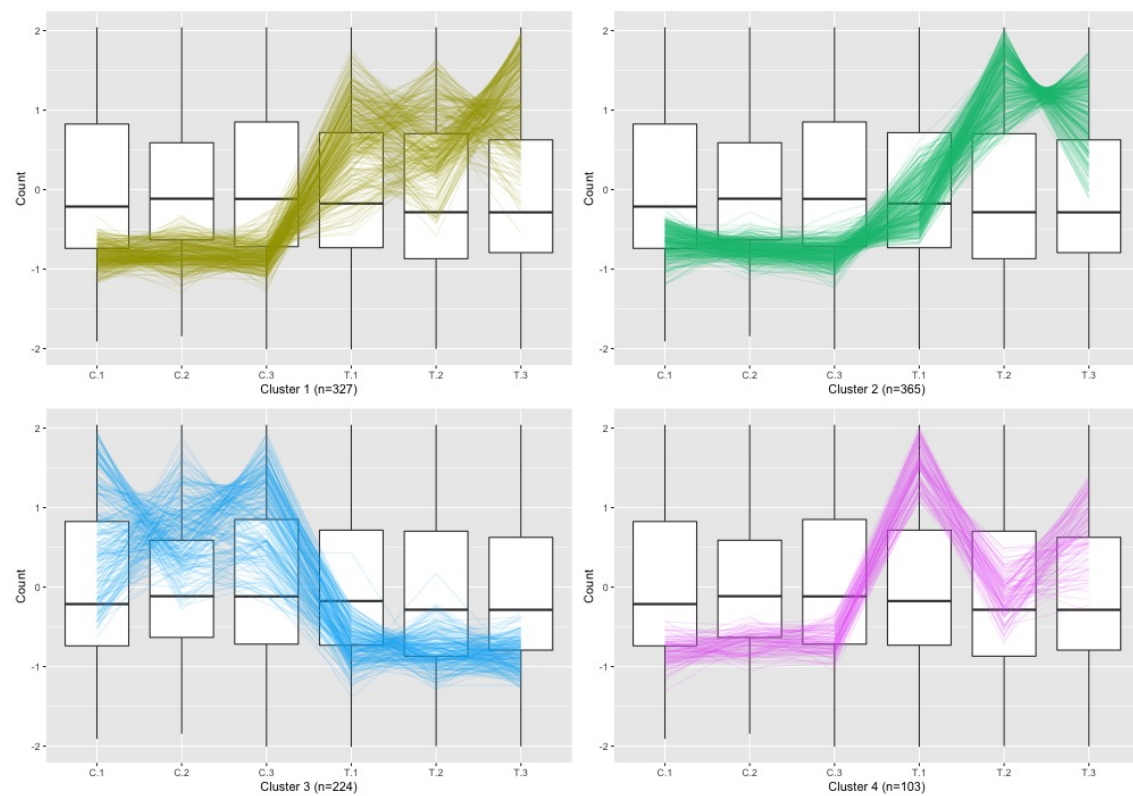 2
1
0
-1
-2
Count
C.1 C.2 C.3 T.1 T.2 T.3
Cluster 1 (n=327)
2
1
0
-1
-2
Count
C.1 C.2 C.3 T.1 T.2 T.3
Cluster 2 (n=365)
2
1
0
-1
-2
Count
C.1 C.2 C.3 T.1 T.2 T.3
Cluster 3 (n=224)
2
1
0
-1
-2
Count
C.1 C.2 C.3 T.1 T.2 T.3
Cluster 4 (n=103)